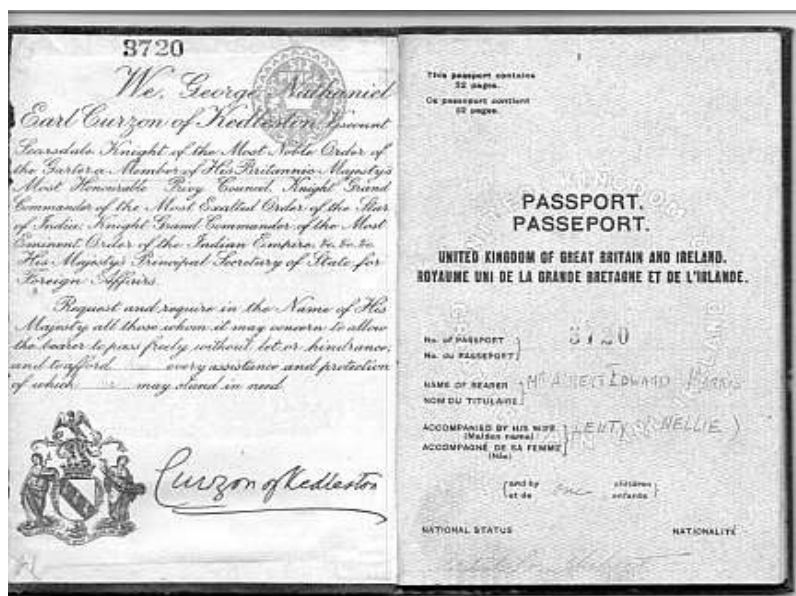 3720
We, George Nathaniel
Earl Curzon of Kedleston, Viscount
Scarsdale Knight of the Most Noble Order of
the Garter a Member of His Britannic Majesty's
Most Honourable Privy Council, Knight Grand
Commander of the Most Exalted Order of the Star
of India, Knight Grand Commander of the Most
Eminent Order of the Indian Empire, &c. &c. &c.
His Majesty's Principal Secretary of State for
Foreign Affairs.
Request and require in the Name of His
Majesty all those whom it may concern to allow
the bearer to pass freely without let or hindrance,
and to afford every assistance and protection
of which may stand in need.
Curzon of Kedleston
1
This passport contains
32 pages.
Ce passeport contient
32 pages.
PASSPORT.
PASSEPORT.
UNITED KINGDOM OF GREAT BRITAIN AND IRELAND.
ROYAUME UNI DE LA GRANDE BRETAGNE ET DE L'IRLANDE.
No. of PASSPORT
No. du PASSEPORT
3720
NAME OF BEARER Mr ALBERT EDWARD HARRIS
NOM DU TITULAIRE
ACCOMPANIED BY HIS WIFE (NELLIE)
(Maiden name)
ACCOMPAGNÉ DE SA FEMME
(Née)
and by one children
et de enfants
NATIONAL STATUS NATIONALITÉ